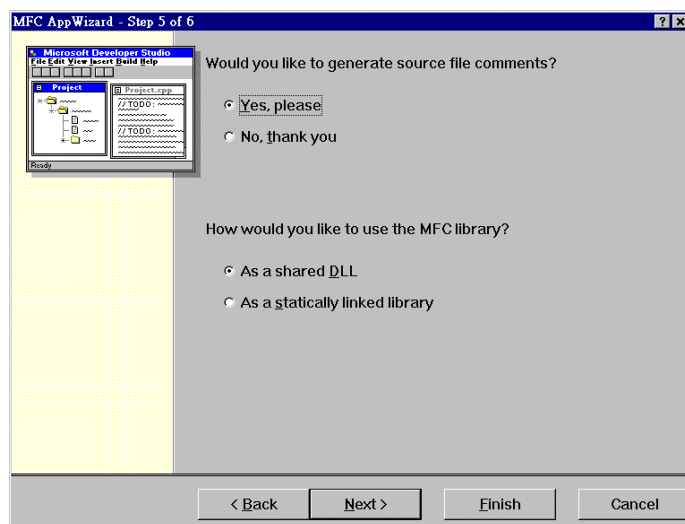 MFC AppWizard - Step 5 of 6
Microsoft Developer Studio
File Edit View Insert Build Help
Project
Project.cpp
//TODO:
//TODO:
Ready
Would you like to generate source file comments?
Yes, please
No, thank you
How would you like to use the MFC library?
As a shared DLL
As a statically linked library
< Back
Next >
Finish
Cancel